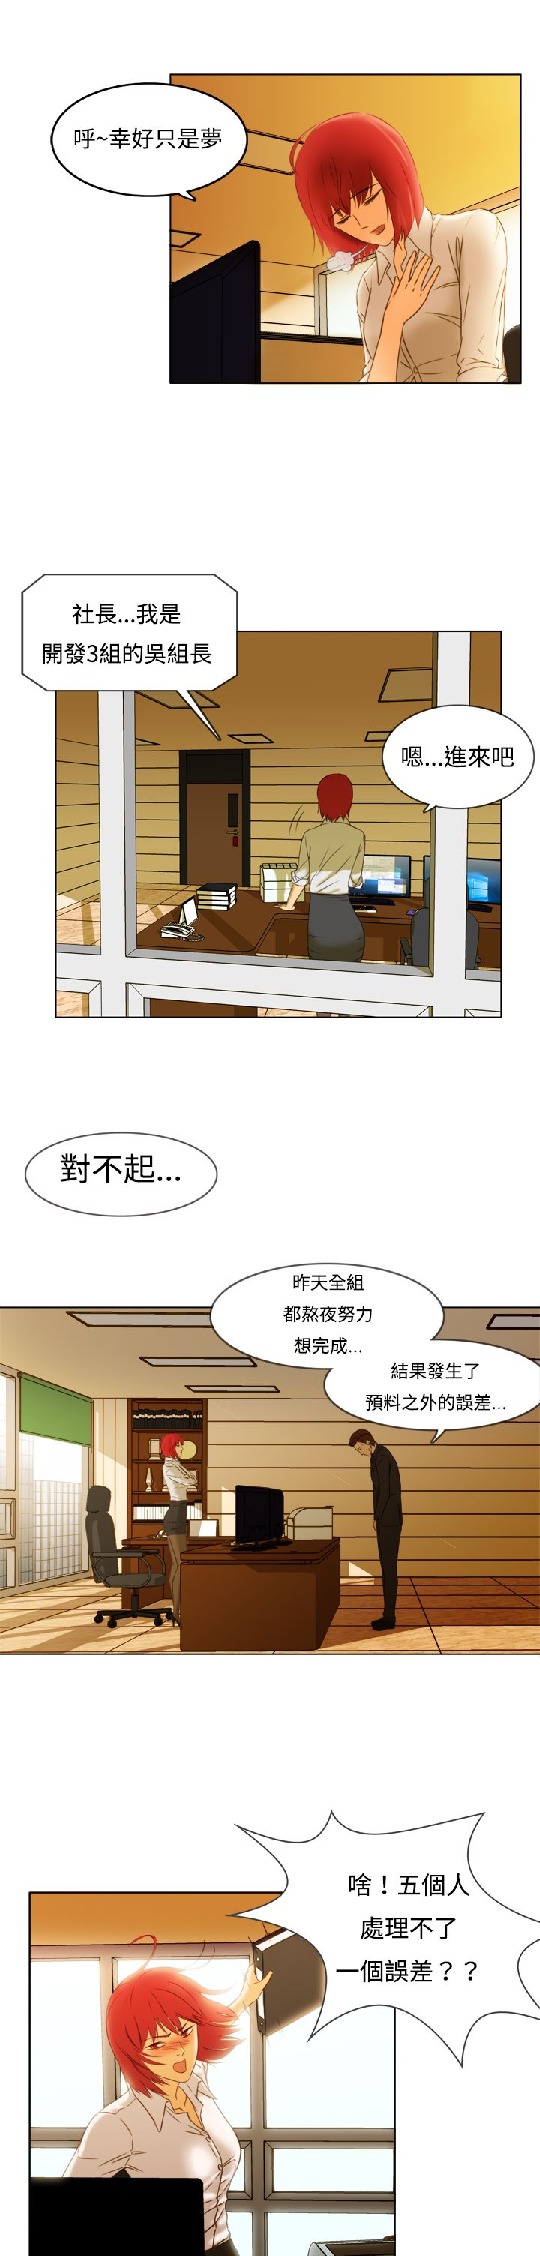 呼~幸好只是夢
社長...我是
開發3組的吳組長
嗯...進來吧
對不起...
昨天全組
都熬夜努力
想完成...
結果發生了
預料之外的誤差...
啥！五個人
處理不了
一個誤差？？